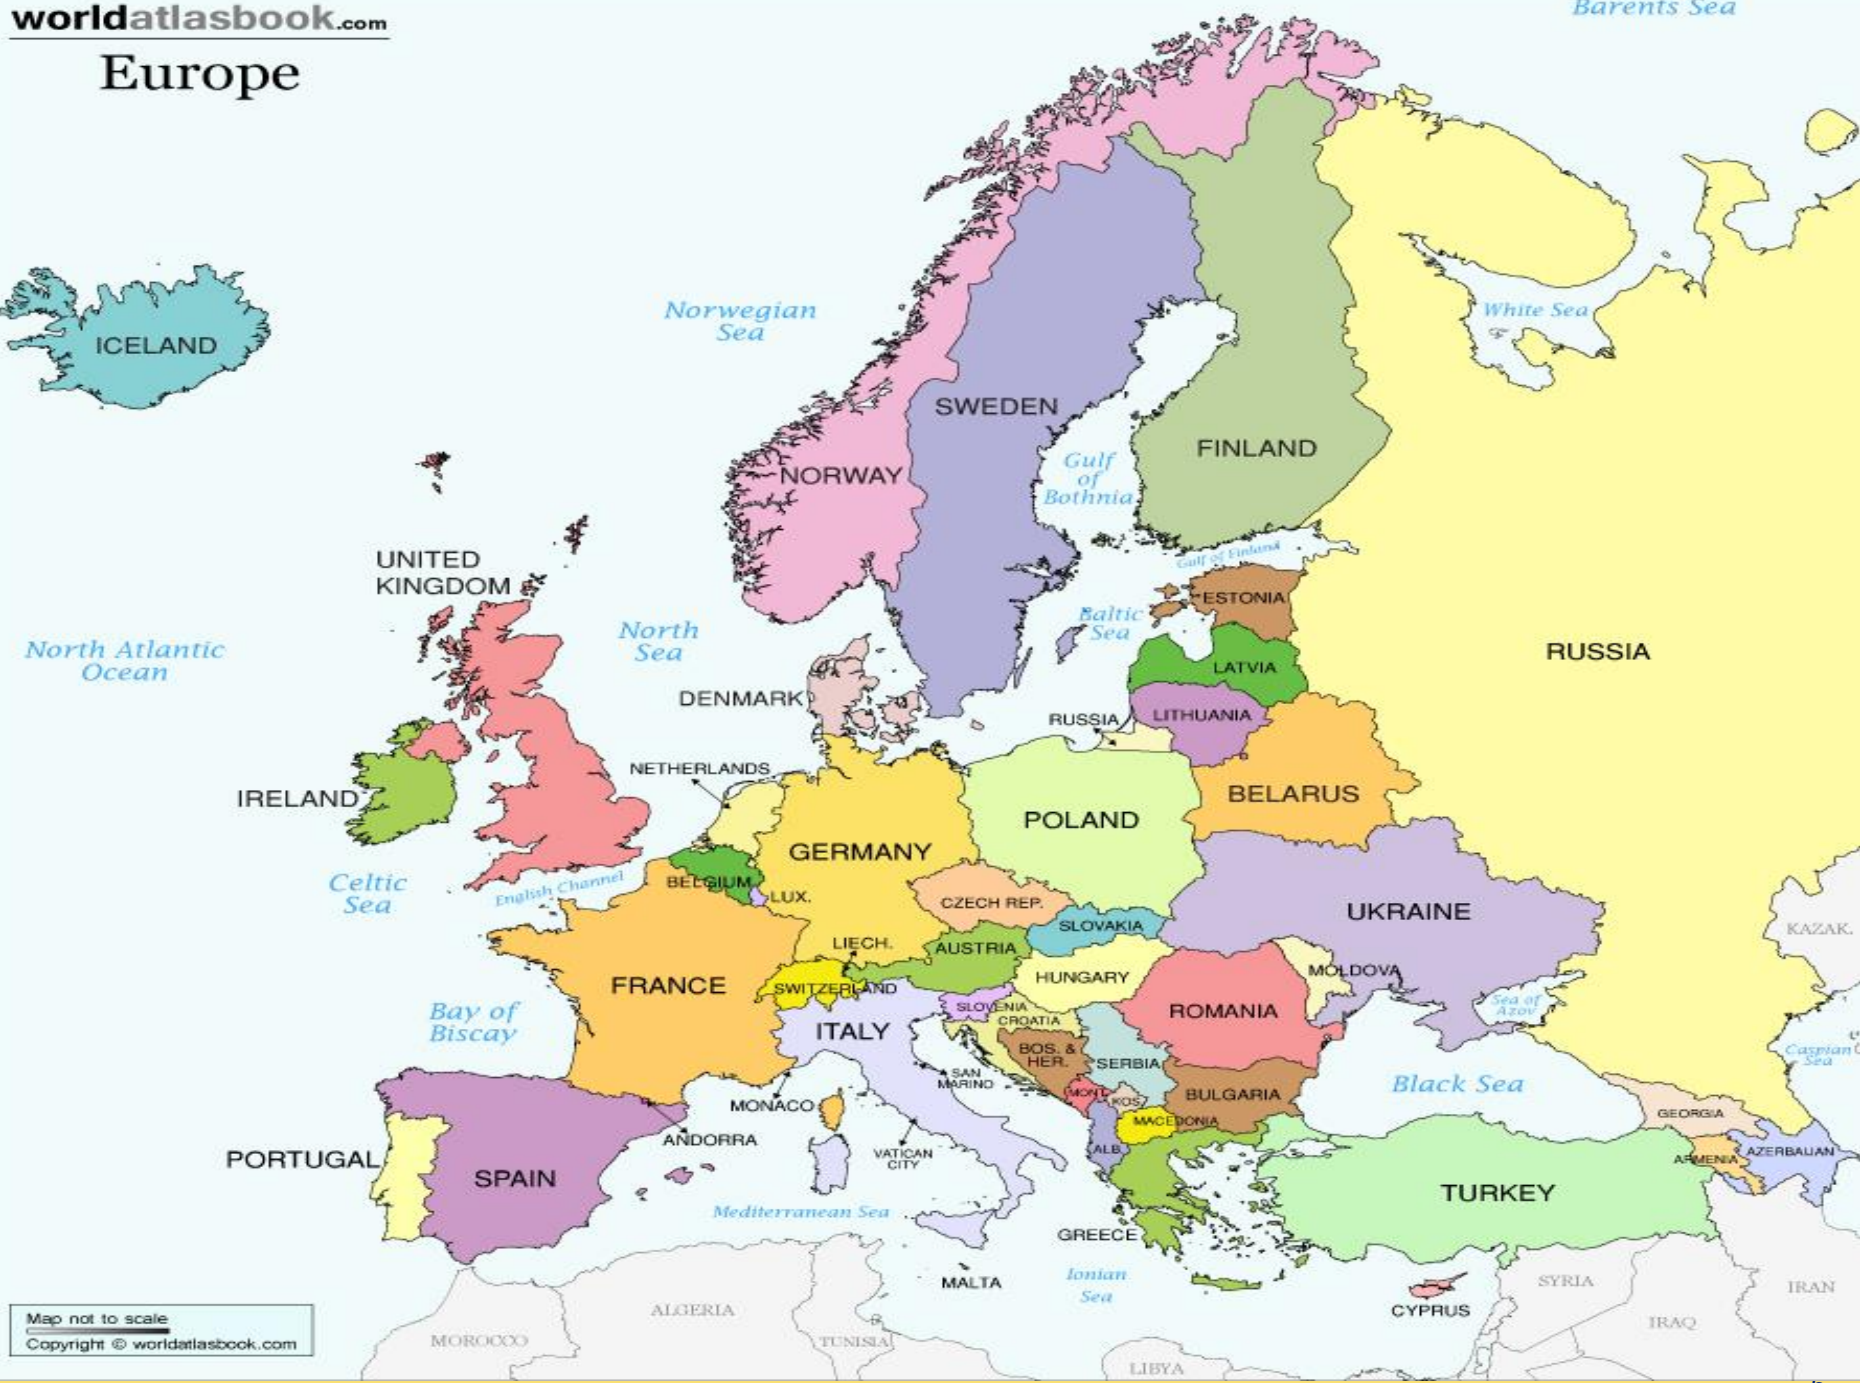 worldatlasbook.com
Europe
Barents Sea
ICELAND
Norwegian
Sea
White Sea
SWEDEN
FINLAND
NORWAY
Gulf
of
Bothnia
UNITED
KINGDOM
Gulf of Finland
ESTONIA
Baltic
Sea
North
Sea
North Atlantic
Ocean
RUSSIA
LATVIA
DENMARK
LITHUANIA
RUSSIA
NETHERLANDS
IRELAND
BELARUS
POLAND
GERMANY
Celtic
Sea
English Channel
BELGIUM
LUX.
CZECH REP.
UKRAINE
SLOVAKIA
KAZAK.
LIECH.
AUSTRIA
FRANCE
SWITZERLAND
HUNGARY
MOLDOVA
SLOVENIA
CROATIA
ROMANIA
Sea of
Azov
Bay of
Biscay
ITALY
BOS. &
HER.
SERBIA
Caspian
Sea
SAN
MARINO
MONT.
KOS.
BULGARIA
Black Sea
MONACO
MACEDONIA
GEORGIA
ANDORRA
PORTUGAL
SPAIN
VATICAN
CITY
ALB.
ARMENIA
AZERBAIJAN
TURKEY
Mediterranean Sea
GREECE
MALTA
Ionian
Sea
CYPRUS
SYRIA
IRAN
ALGERIA
IRAQ
MOROCCO
TUNISIA
LIBYA
Map not to scale
Copyright © worldatlasbook.com